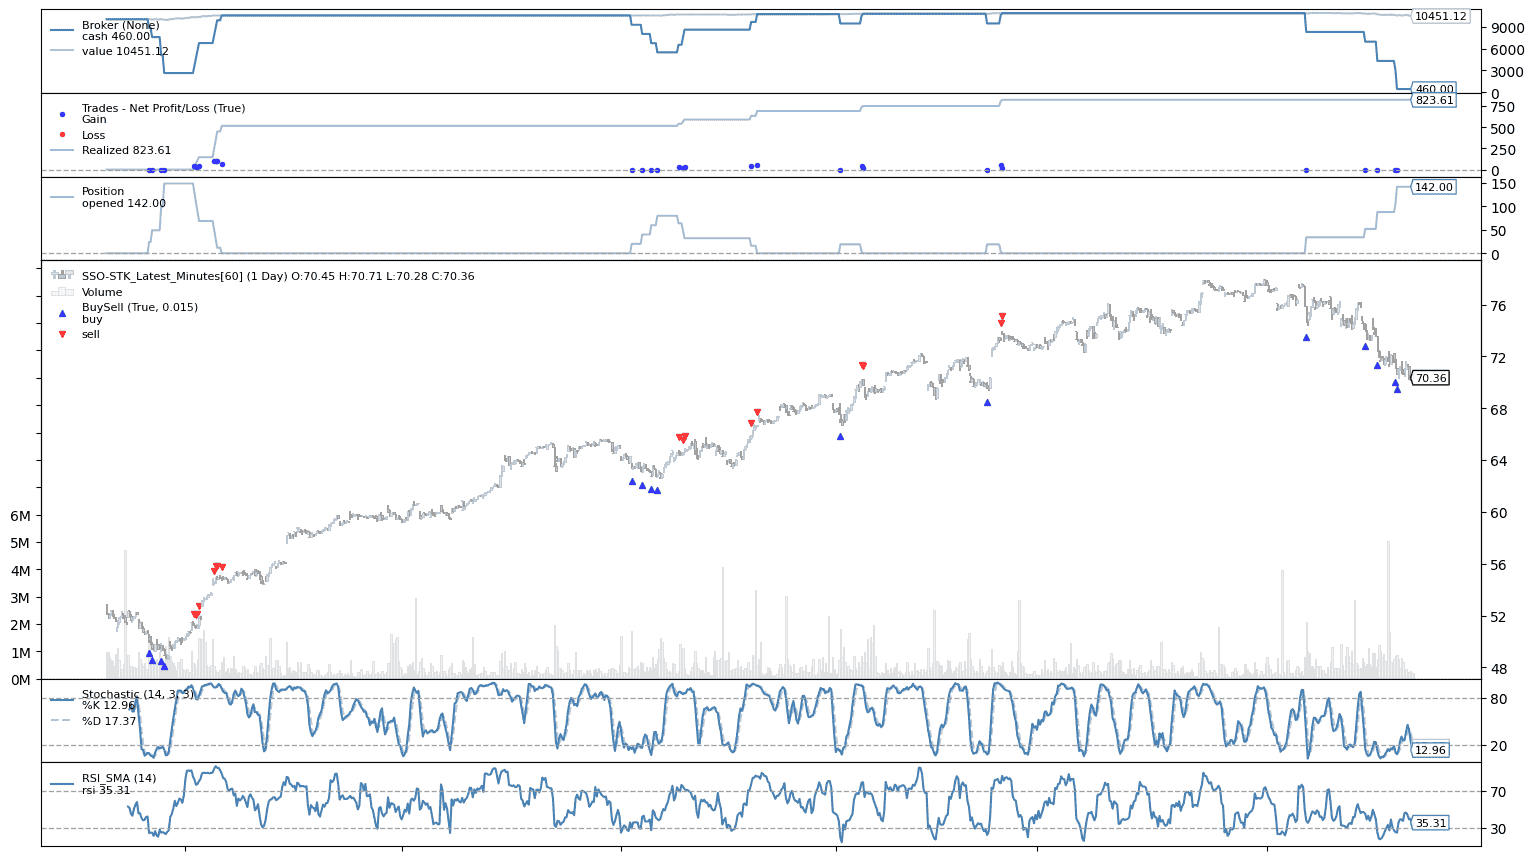 Broker (None)
cash 460.00
value 10451.12
10451.12
9000
6000
3000
460.00
0
Trades - Net Profit/Loss (True)
Gain
Loss
Realized 823.61
823.61
750
500
250
0
Position
opened 142.00
142.00
150
100
50
0
SSO-STK_Latest_Minutes[60] (1 Day) O:70.45 H:70.71 L:70.28 C:70.36
Volume
BuySell (True, 0.015)
buy
sell
76
72
70.36
68
64
60
56
52
48
6M
5M
4M
3M
2M
1M
0M
Stochastic (14, 3, 3)
%K 12.96
%D 17.37
80
20
12.96
RSI_SMA (14)
rsi 35.31
70
35.31
30